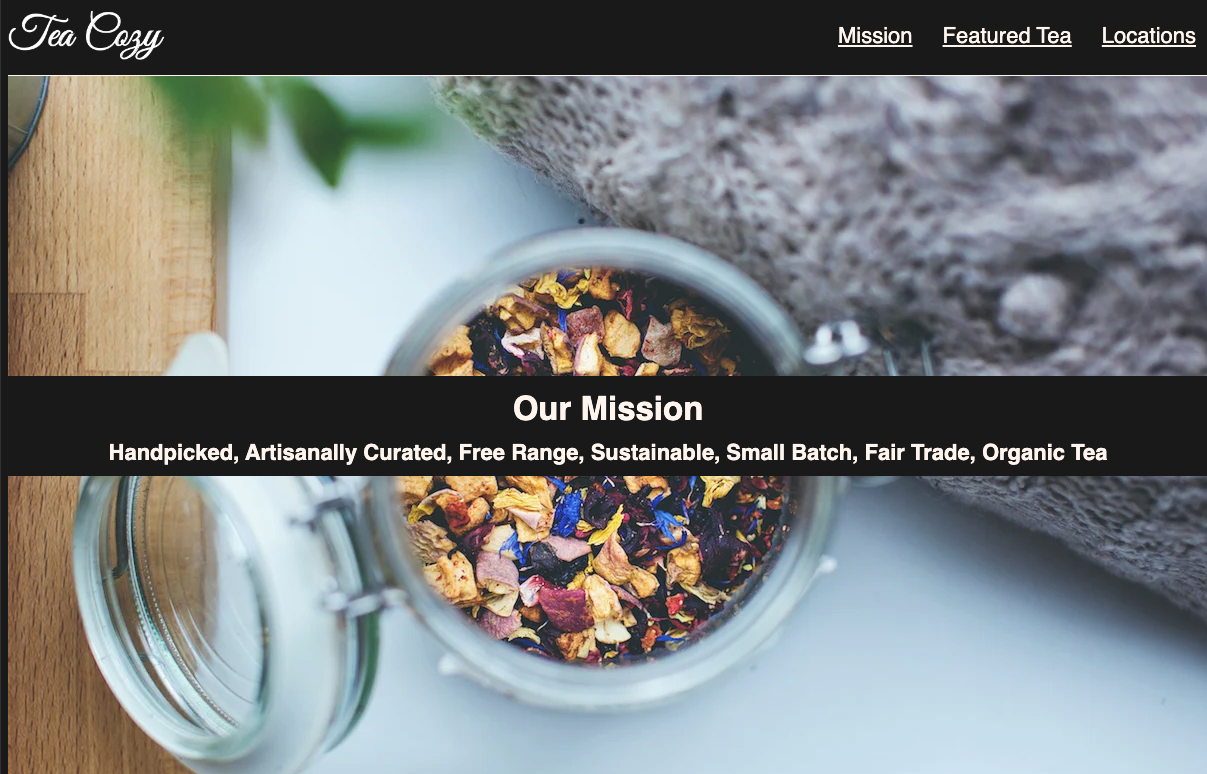 Tea Cozy
Mission
Featured Tea
Locations
Our Mission
Handpicked, Artisanally Curated, Free Range, Sustainable, Small Batch, Fair Trade, Organic Tea